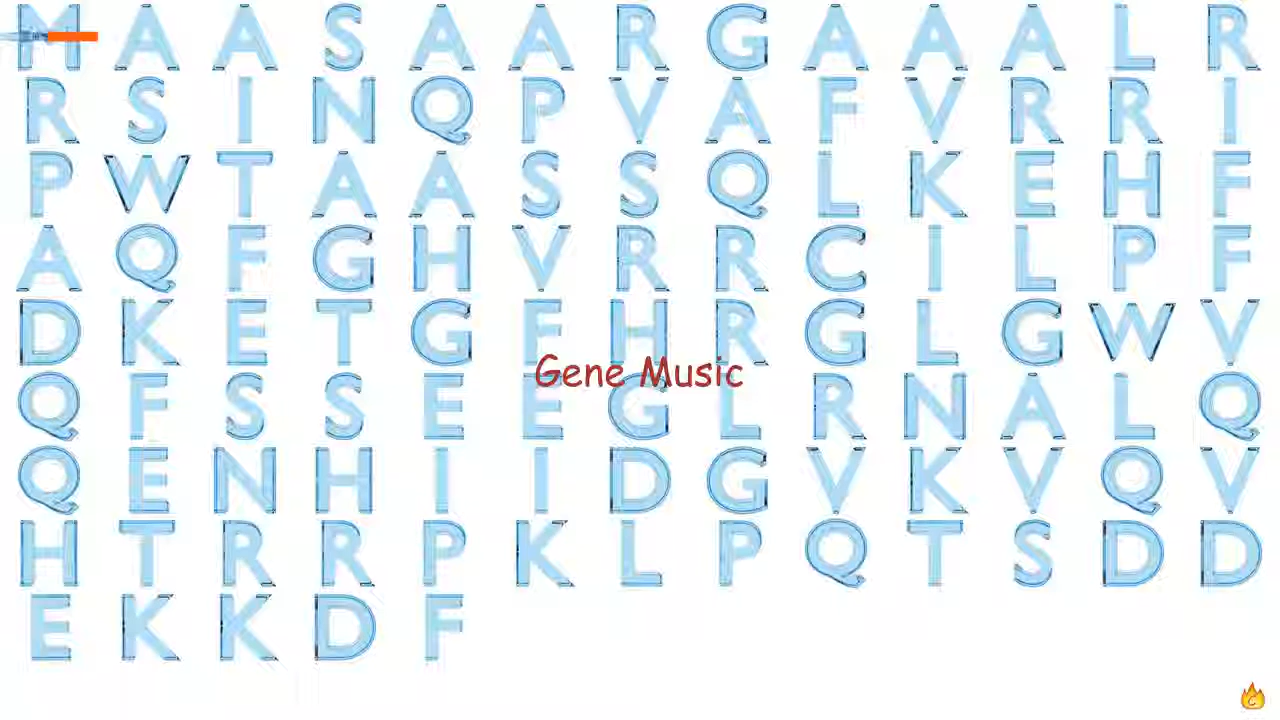 M A A S A A R G A A A L R
R S I N Q P V A F V R R I
P W T A A S S Q L K E H F
A Q F G H V R R C I L P F
D K E T G F H R G L G W V
Gene Music
Q F S S E E G L R N A L Q
Q E N H I I D G V K V Q V
H T R R P K L P Q T S D D
E K K D F